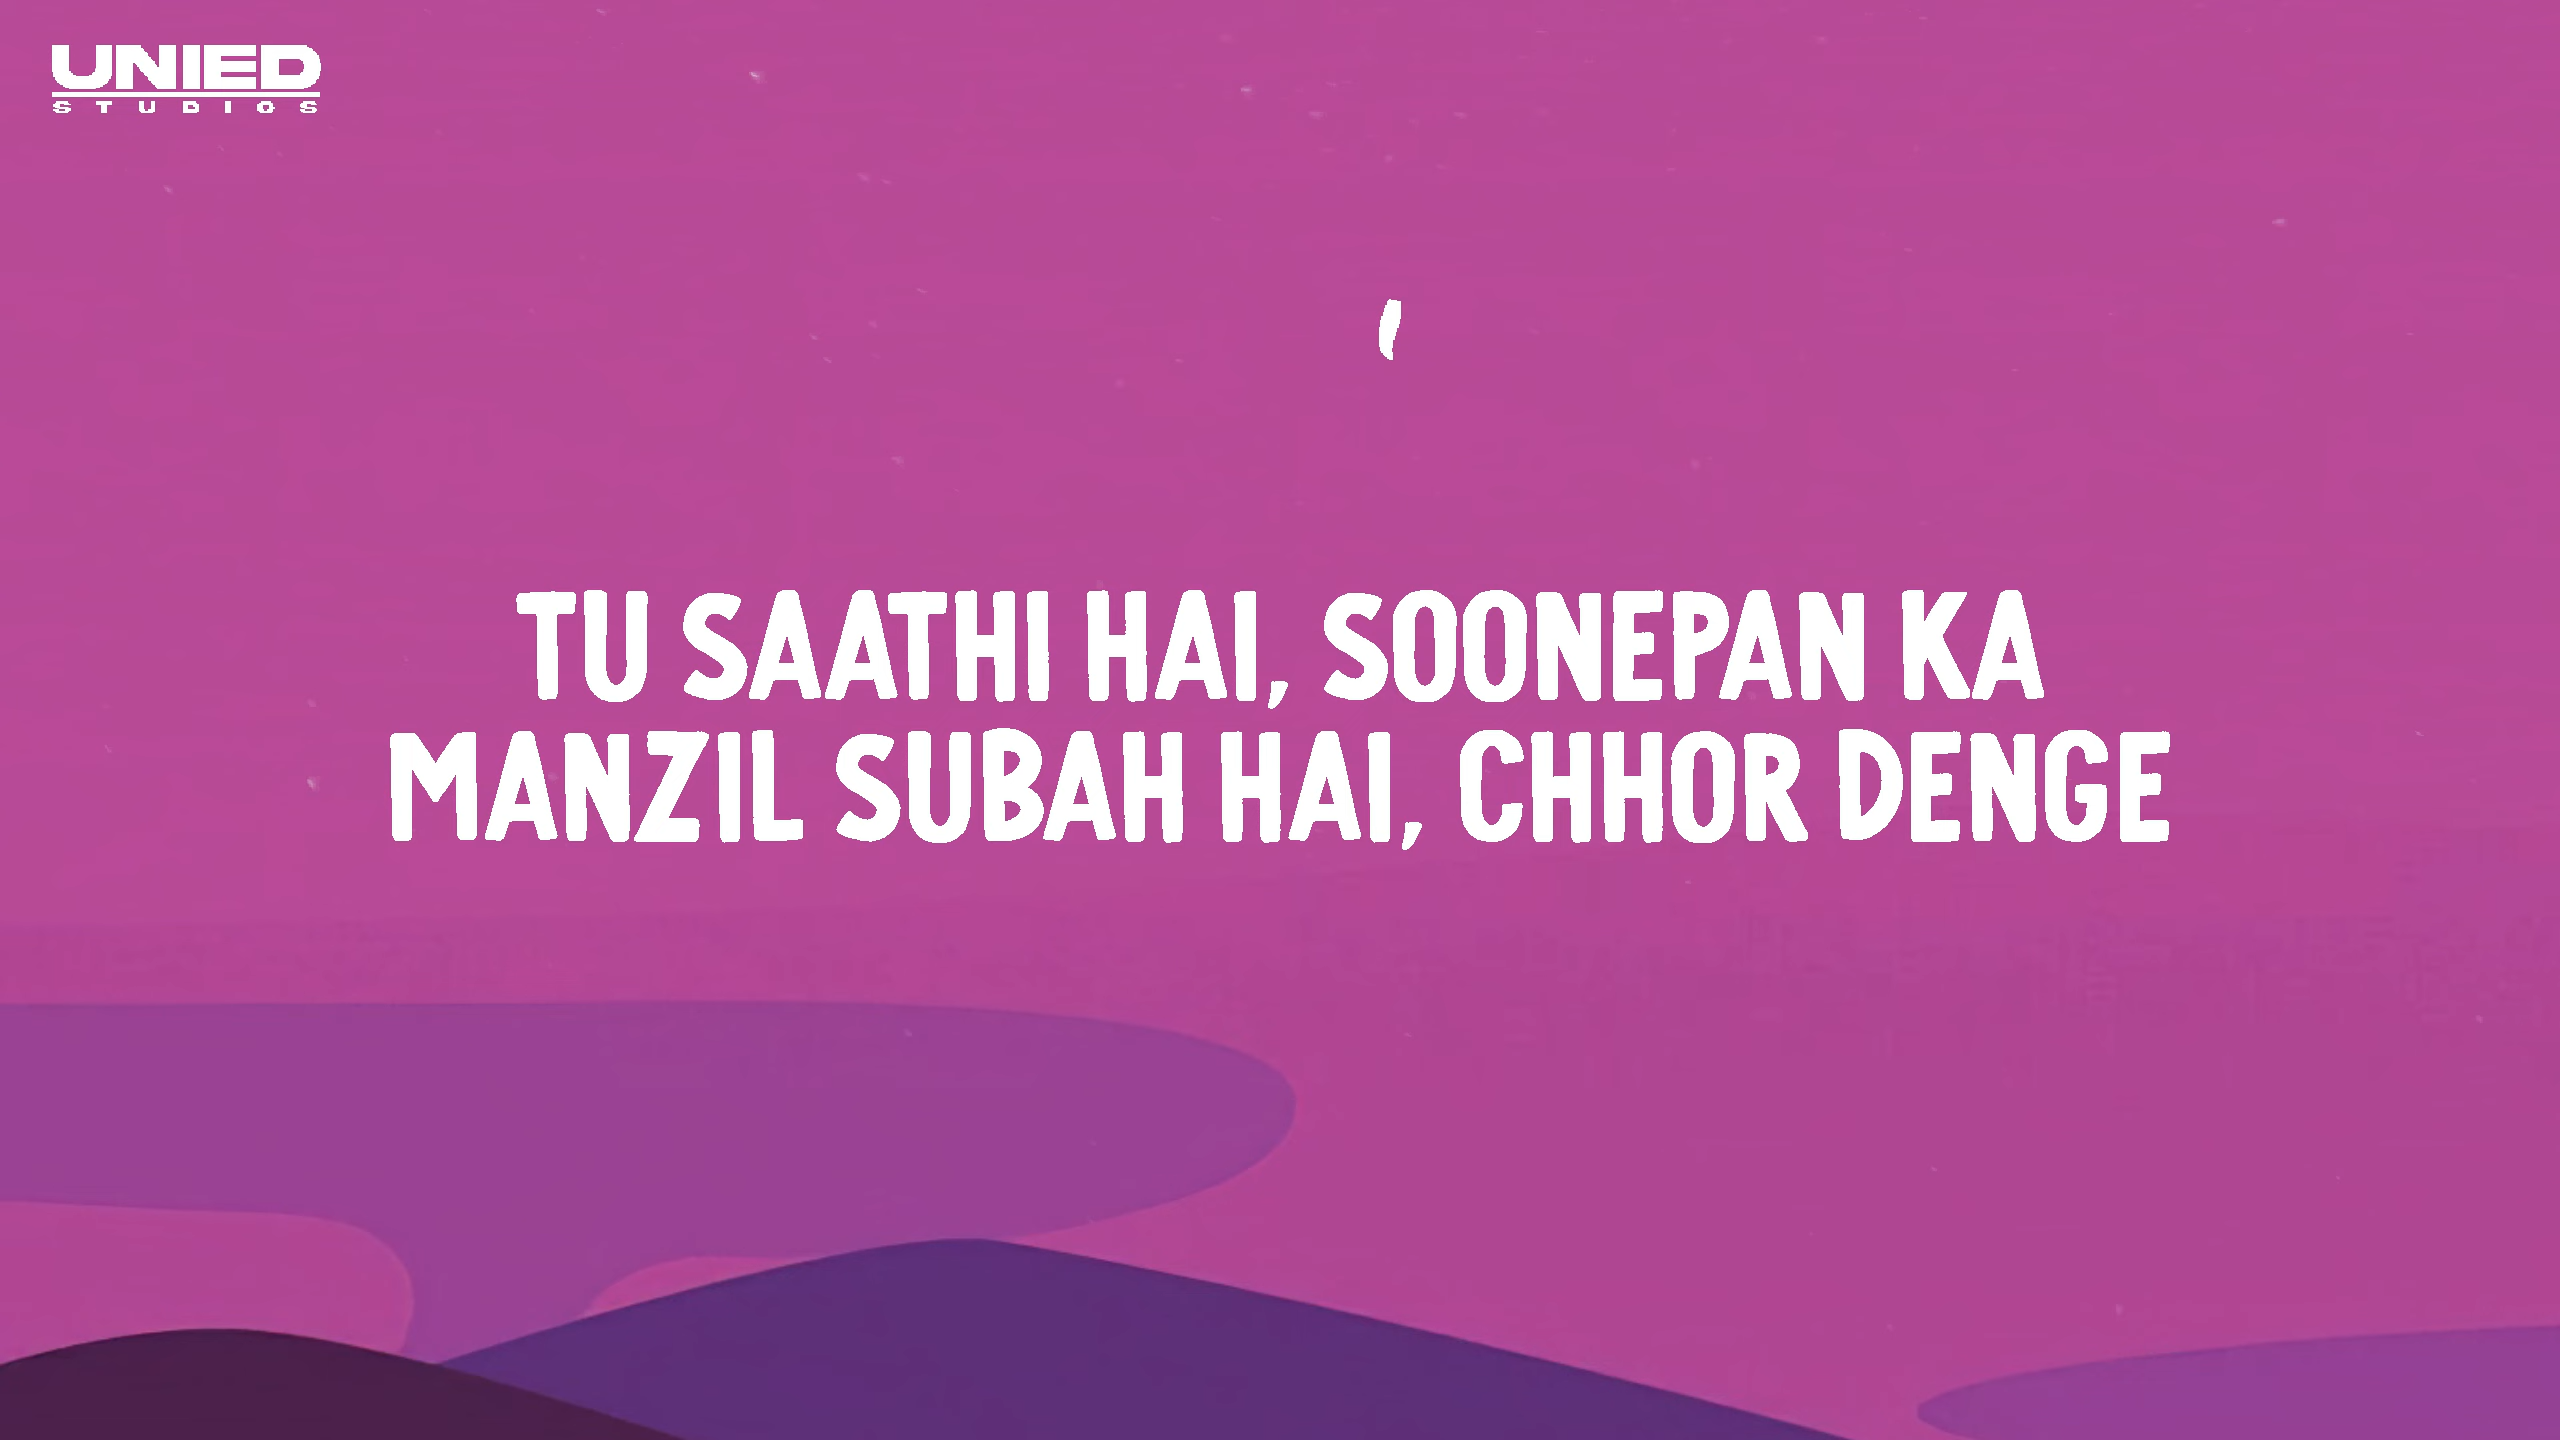 UNIED
STUDIOS
TU SAATHI HAI, SOONEPAN KA
MANZIL SUBAH HAI, CHHOR DENGE